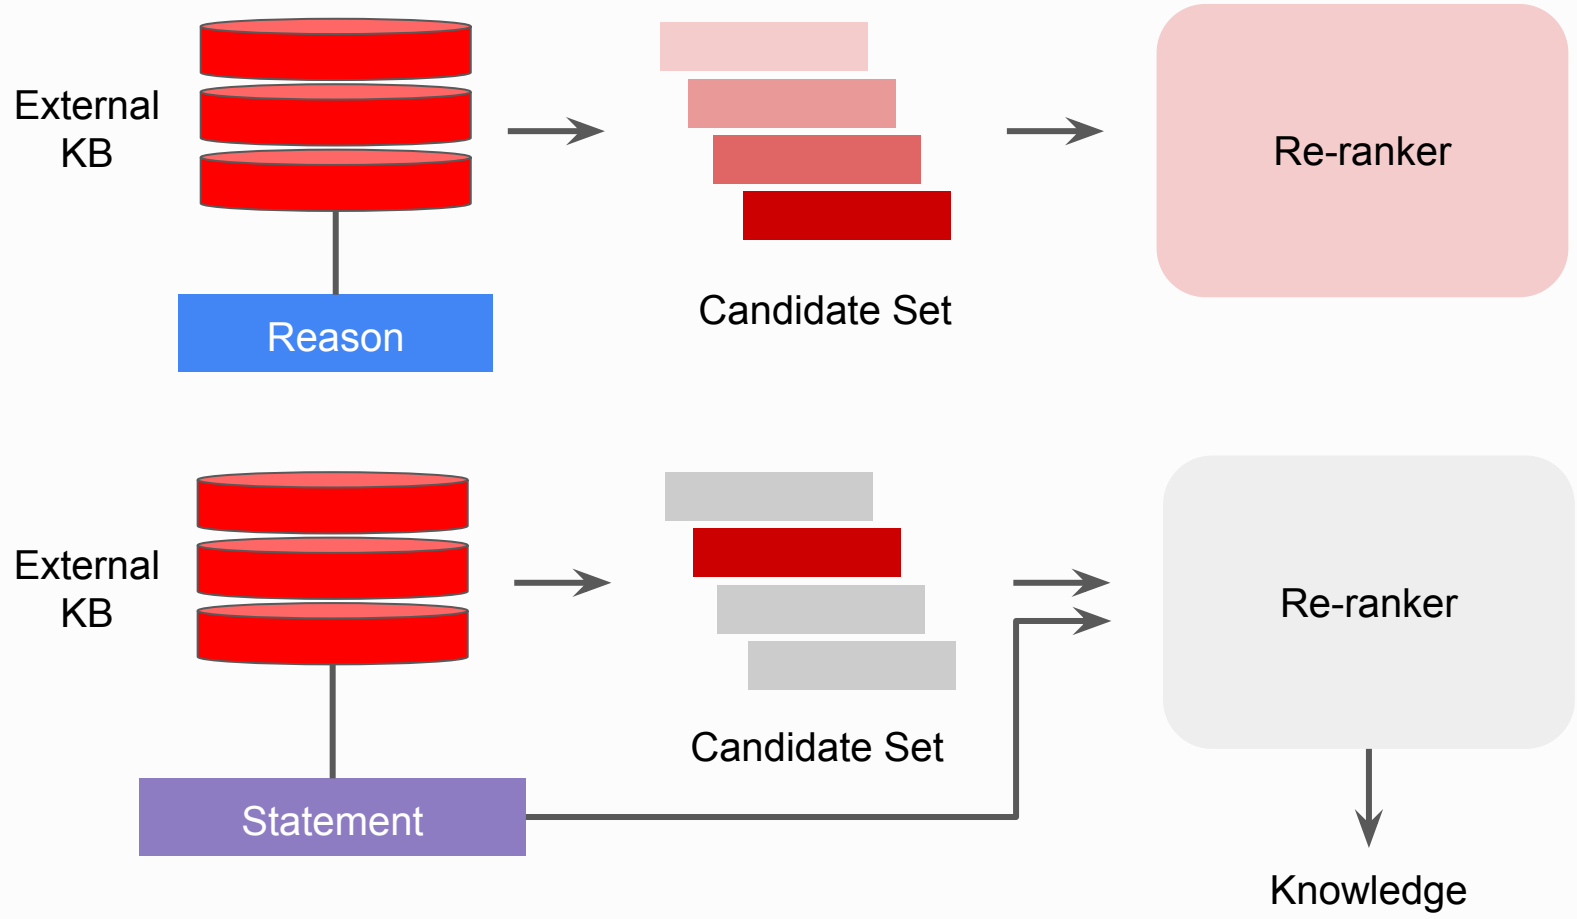 External
KB
Re-ranker
Candidate Set
Reason
External
KB
Re-ranker
Candidate Set
Statement
Knowledge